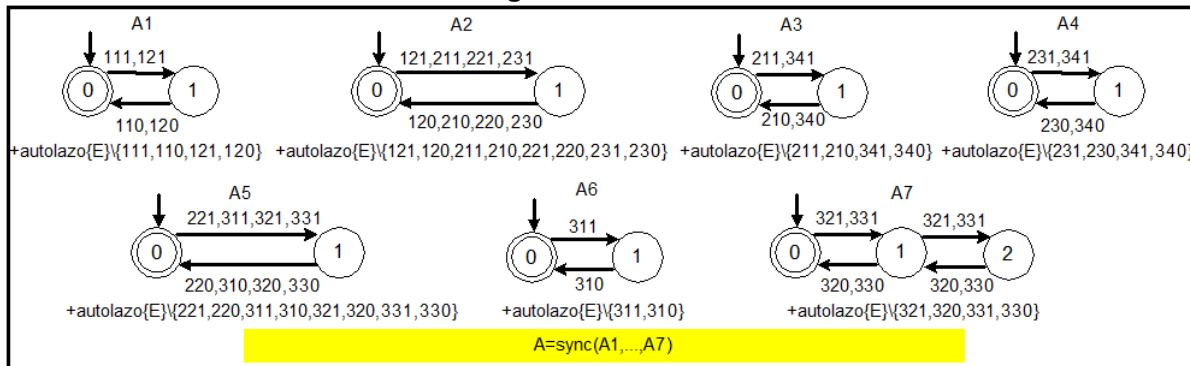 A1 A2 A3 A4
111,121 121,211,221,231 211,341 231,341
0 1 0 1 0 1 0 1
110,120 120,210,220,230 210,340 230,340
+autolazo{E}\{111,110,121,120} +autolazo{E}\{121,120,211,210,221,220,231,230} +autolazo{E}\{211,210,341,340} +autolazo{E}\{231,230,341,340}
A5 A6 A7
221,311,321,331 311 321,331 321,331
0 1 0 1 0 1 2
220,310,320,330 310 320,330 320,330
+autolazo{E}\{221,220,311,310,321,320,331,330} +autolazo{E}\{311,310} +autolazo{E}\{321,320,331,330}
A=sync(A1,...,A7)